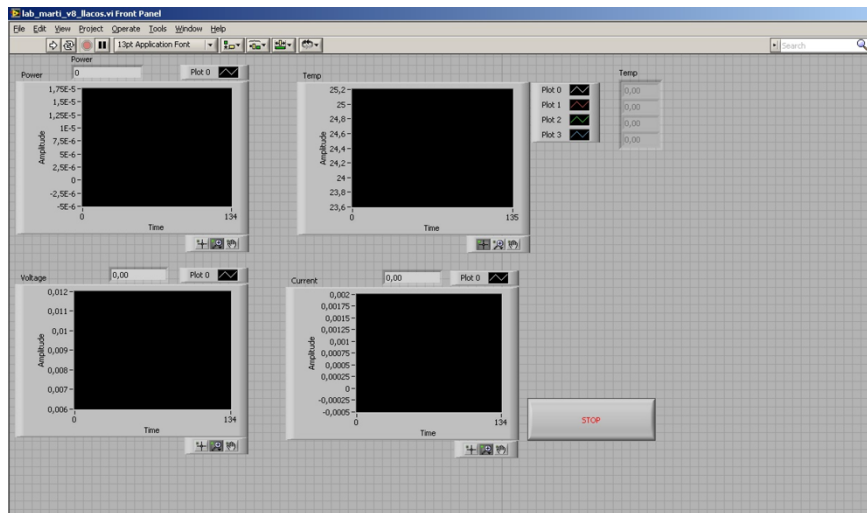 lab_marti_v8_llacos.vi Front Panel
File Edit View Project Operate Tools Window Help
13pt Application Font
Search
Power
Power
0
Plot 0
1,75E-5
1,5E-5
1,25E-5
1E-5
7,5E-6
5E-6
2,5E-6
0
-2,5E-6
-5E-6
Amplitude
0
134
Time
Temp
25,2
25
24,8
24,6
24,4
24,2
24
23,8
23,6
Amplitude
0
135
Time
Plot 0
Plot 1
Plot 2
Plot 3
Temp
0,00
0,00
0,00
0,00
Voltage
0,00
Plot 0
0,012
0,011
0,01
0,009
0,008
0,007
0,006
Amplitude
0
134
Time
Current
0,00
Plot 0
0,002
0,00175
0,0015
0,00125
0,001
0,00075
0,0005
0,00025
0
-0,00025
-0,0005
Amplitude
0
134
Time
STOP